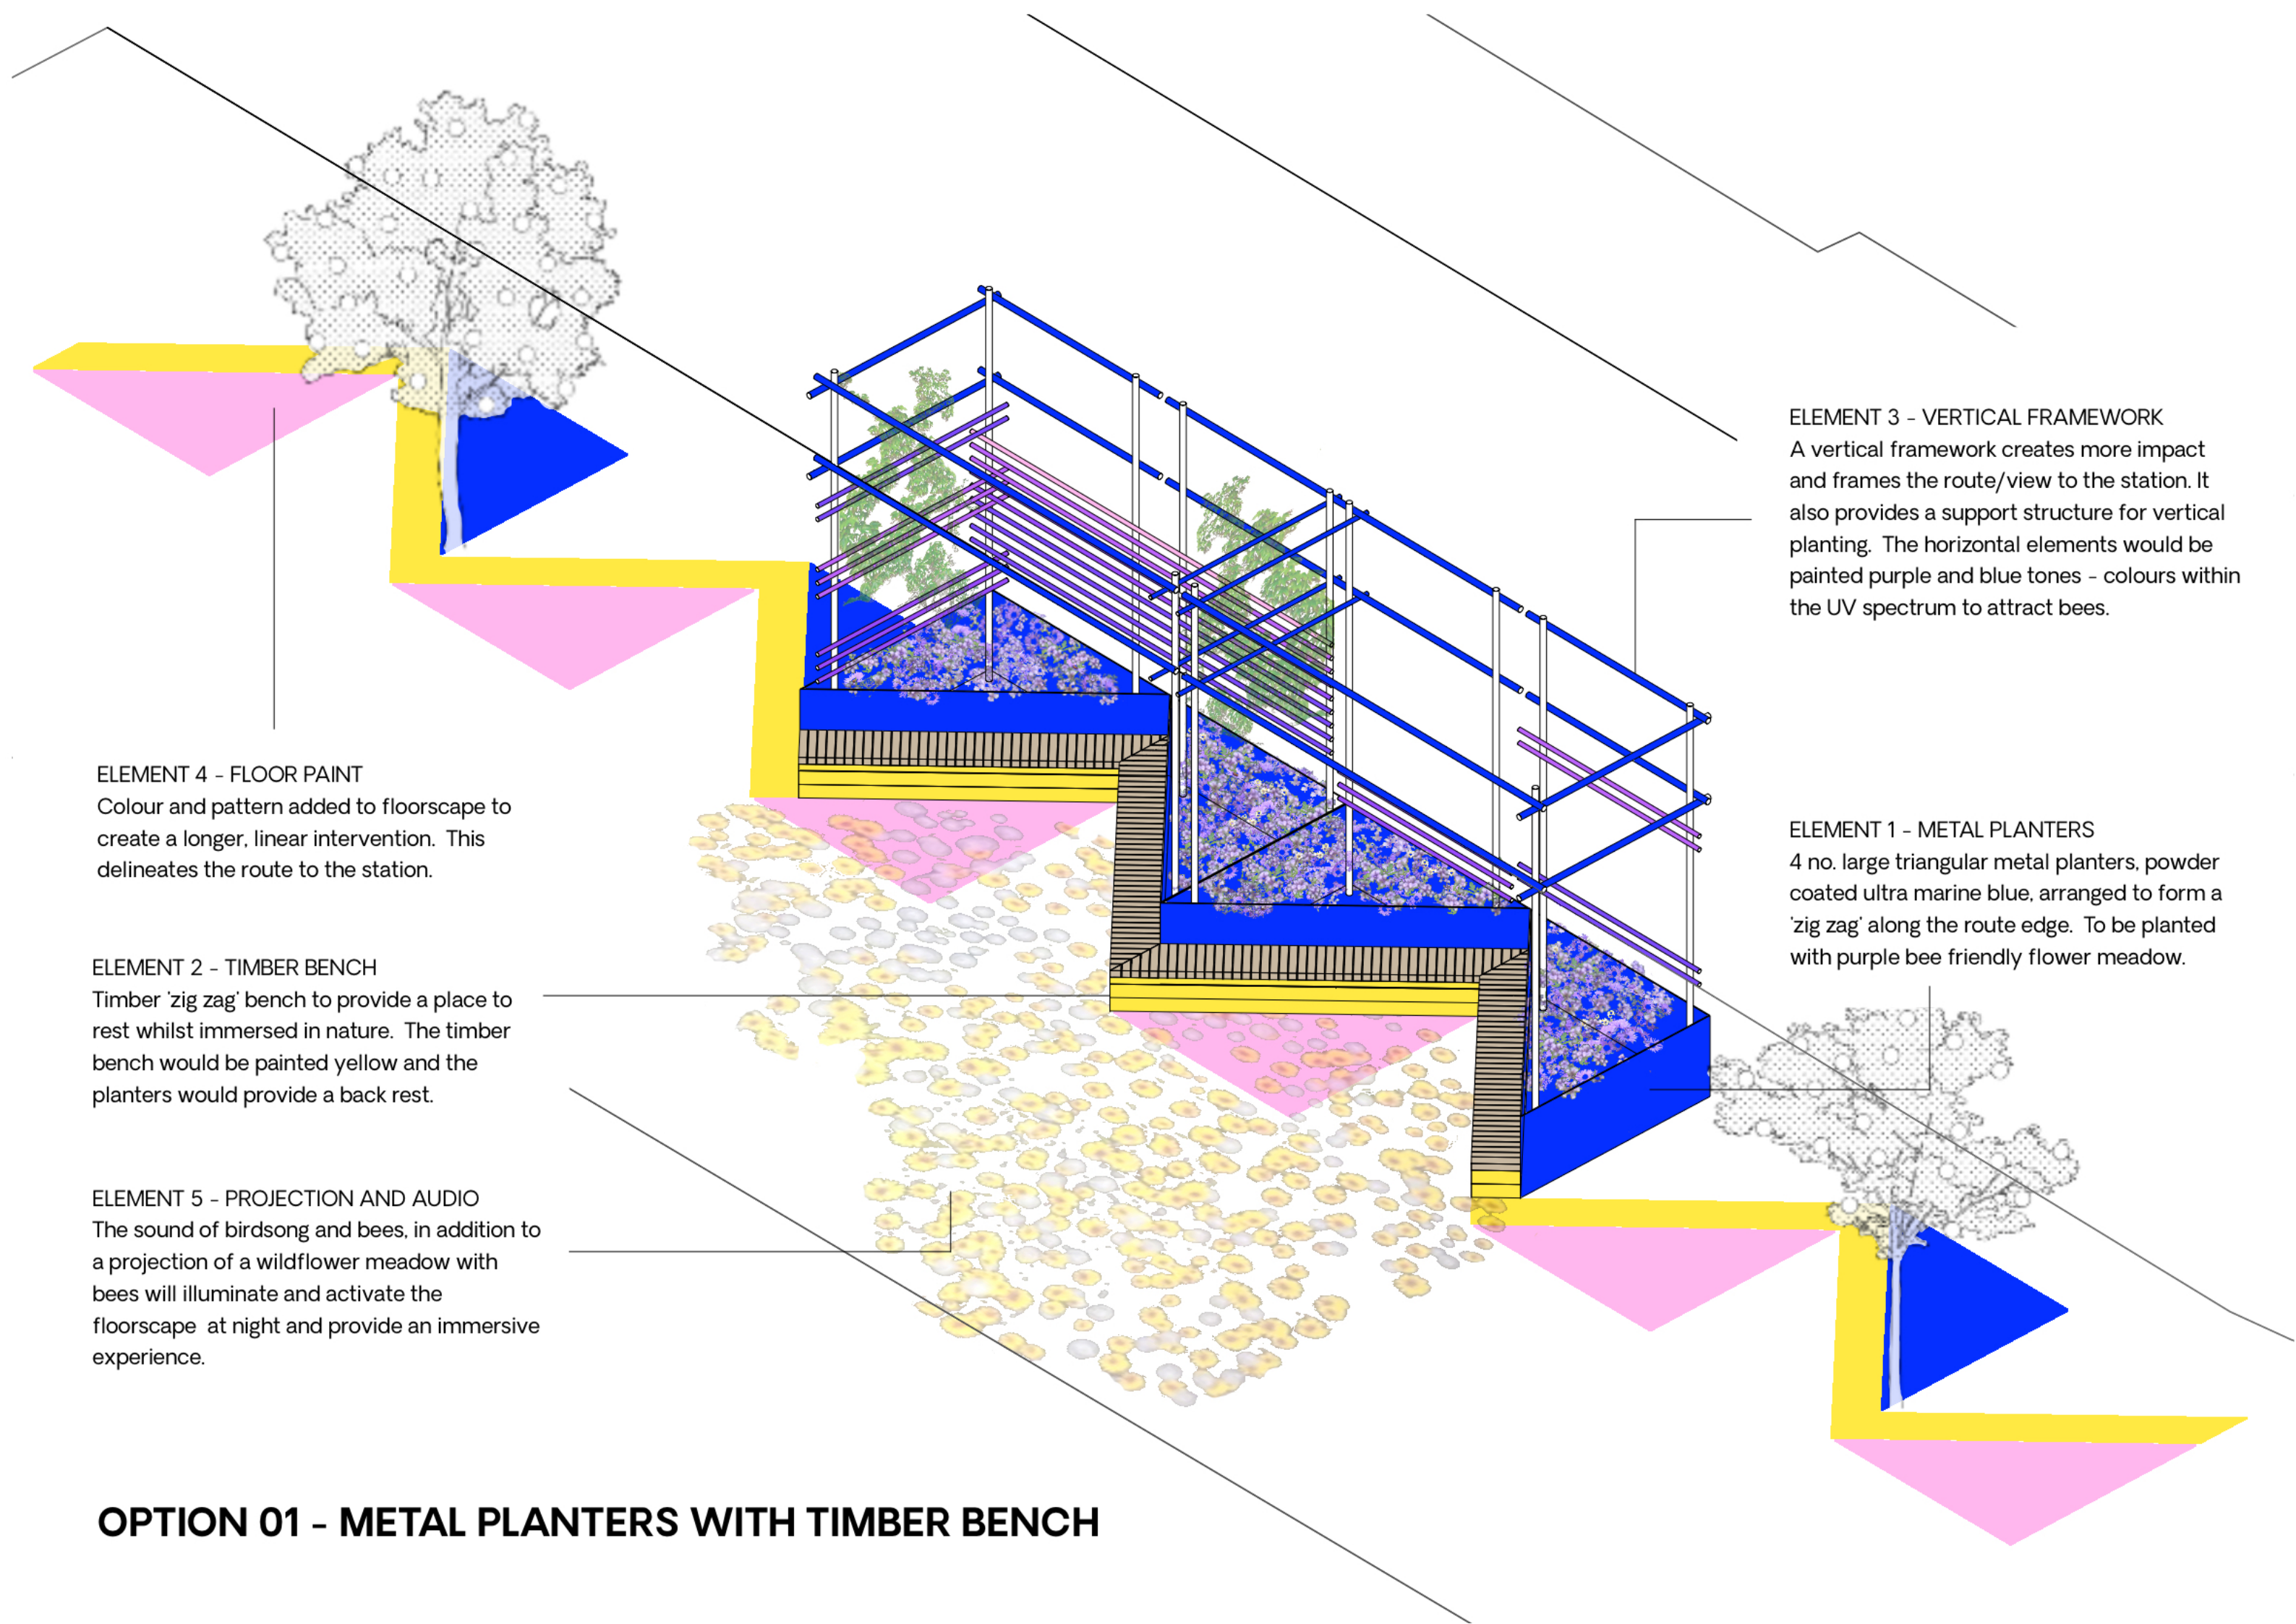 ELEMENT 3 - VERTICAL FRAMEWORK
A vertical framework creates more impact
and frames the route/view to the station. It
also provides a support structure for vertical
planting.  The horizontal elements would be
painted purple and blue tones - colours within
the UV spectrum to attract bees.
ELEMENT 4 - FLOOR PAINT
Colour and pattern added to floorscape to
create a longer, linear intervention.  This
delineates the route to the station.
ELEMENT 1 - METAL PLANTERS
4 no. large triangular metal planters, powder
coated ultra marine blue, arranged to form a
'zig zag' along the route edge.  To be planted
with purple bee friendly flower meadow.
ELEMENT 2 - TIMBER BENCH
Timber 'zig zag' bench to provide a place to
rest whilst immersed in nature.  The timber
bench would be painted yellow and the
planters would provide a back rest.
ELEMENT 5 - PROJECTION AND AUDIO
The sound of birdsong and bees, in addition to
a projection of a wildflower meadow with
bees will illuminate and activate the
floorscape  at night and provide an immersive
experience.
OPTION 01 - METAL PLANTERS WITH TIMBER BENCH